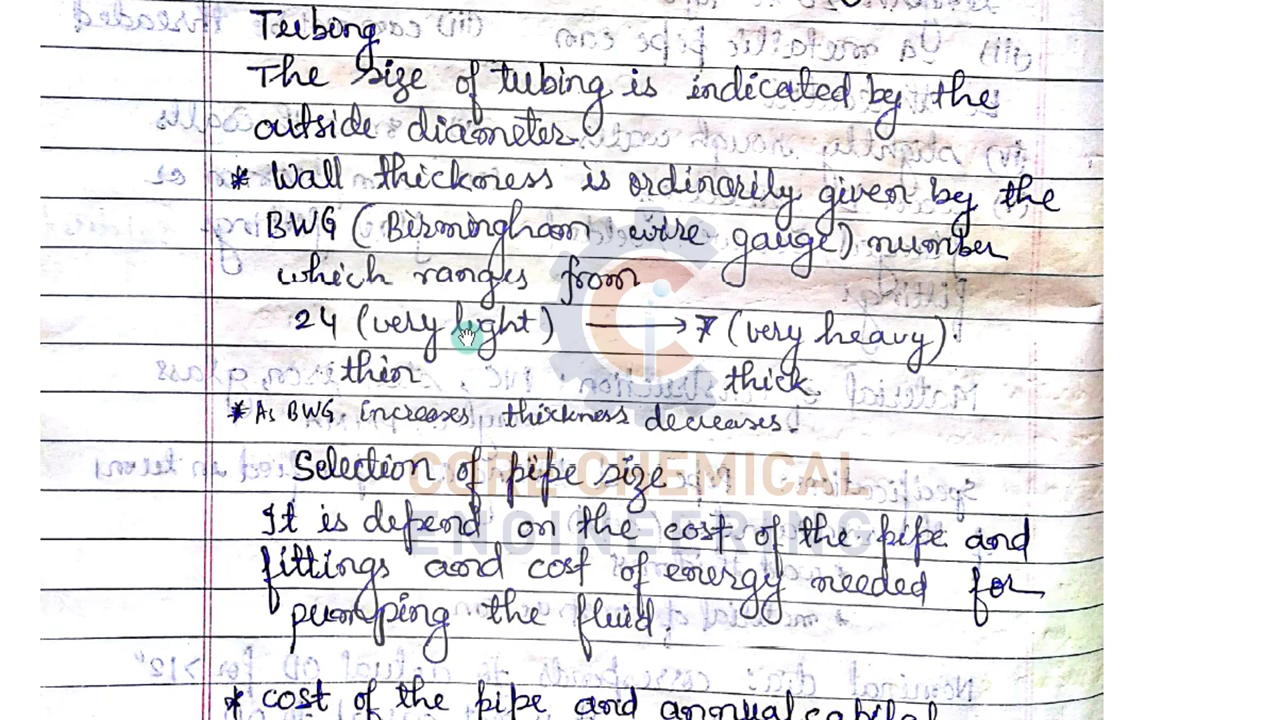 Tubing
The size of tubing is indicated by the
outside diameter.
* Wall thickness is ordinarily given by the
BWG (Birmingham wire gauge) number
which ranges from
24 (very light) → 7 (very heavy).
thin thick
* As BWG increases thickness decreases.
Selection of pipe size
It is depend on the cost of the pipe and
fittings and cost of energy needed for
pumping the fluid.
* cost of the pipe and annual capital
CORE CHEMICAL
ENGINEERING